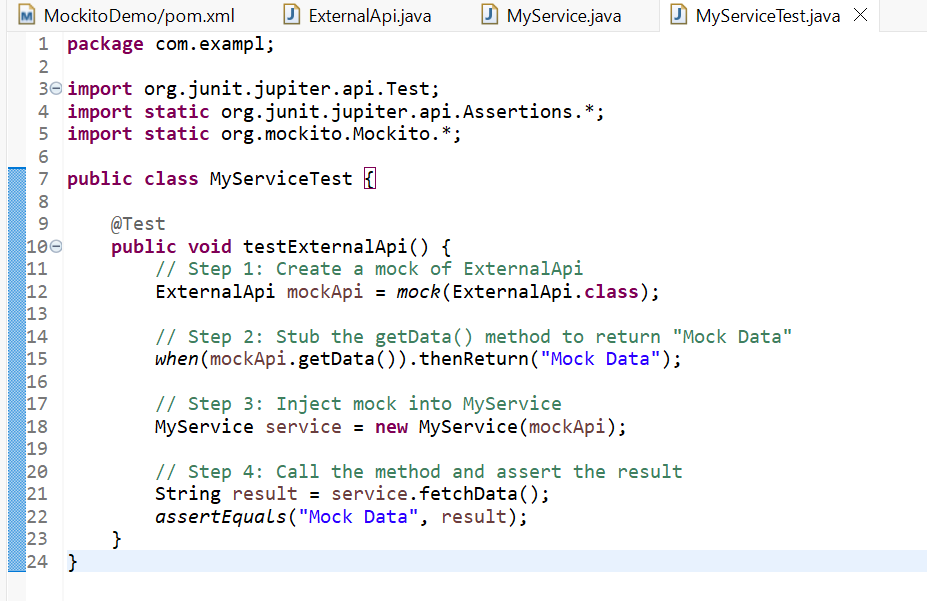 MockitoDemo/pom.xml ExternalApi.java MyService.java MyServiceTest.java
1 package com.exampl;
2
3 import org.junit.jupiter.api.Test;
4 import static org.junit.jupiter.api.Assertions.*;
5 import static org.mockito.Mockito.*;
6
7 public class MyServiceTest {
8
9     @Test
10     public void testExternalApi() {
11         // Step 1: Create a mock of ExternalApi
12         ExternalApi mockApi = mock(ExternalApi.class);
13
14         // Step 2: Stub the getData() method to return "Mock Data"
15         when(mockApi.getData()).thenReturn("Mock Data");
16
17         // Step 3: Inject mock into MyService
18         MyService service = new MyService(mockApi);
19
20         // Step 4: Call the method and assert the result
21         String result = service.fetchData();
22         assertEquals("Mock Data", result);
23     }
24 }